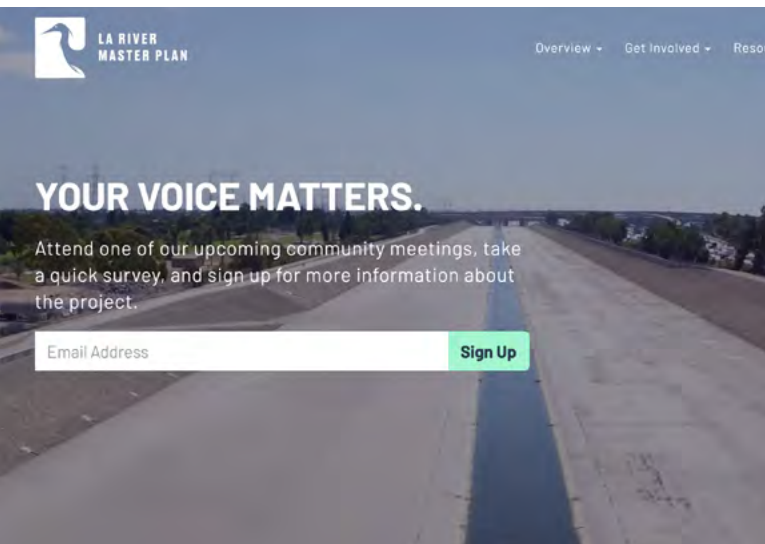 LA RIVER
MASTER PLAN
Overview
Get Involved
YOUR VOICE MATTERS.
Attend one of our upcoming community meetings, take
a quick survey, and sign up for more information about
the project.
Email Address
Sign Up